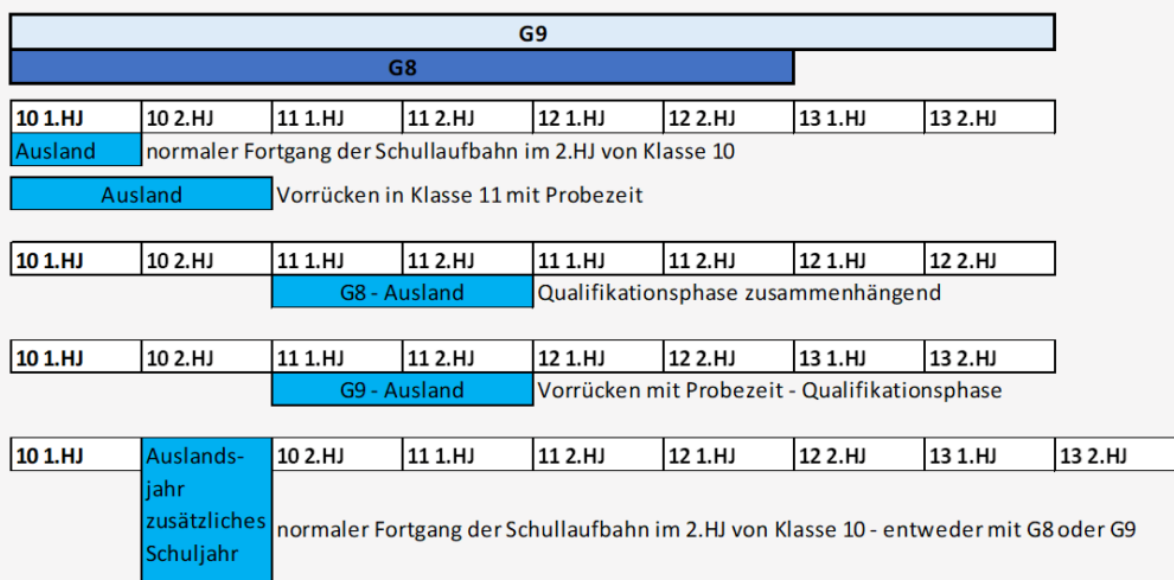 G9
G8
10 1.HJ 10 2.HJ 11 1.HJ 11 2.HJ 12 1.HJ 12 2.HJ 13 1.HJ 13 2.HJ
Ausland normaler Fortgang der Schullaufbahn im 2.HJ von Klasse 10
Ausland Vorrücken in Klasse 11 mit Probezeit
10 1.HJ 10 2.HJ 11 1.HJ 11 2.HJ 11 1.HJ 11 2.HJ 12 1.HJ 12 2.HJ
G8 - Ausland Qualifikationsphase zusammenhängend
10 1.HJ 10 2.HJ 11 1.HJ 11 2.HJ 12 1.HJ 12 2.HJ 13 1.HJ 13 2.HJ
G9 - Ausland Vorrücken mit Probezeit - Qualifikationsphase
10 1.HJ Auslands- 10 2.HJ 11 1.HJ 11 2.HJ 12 1.HJ 12 2.HJ 13 1.HJ 13 2.HJ
jahr
zusätzliches
normaler Fortgang der Schullaufbahn im 2.HJ von Klasse 10 - entweder mit G8 oder G9
Schuljahr